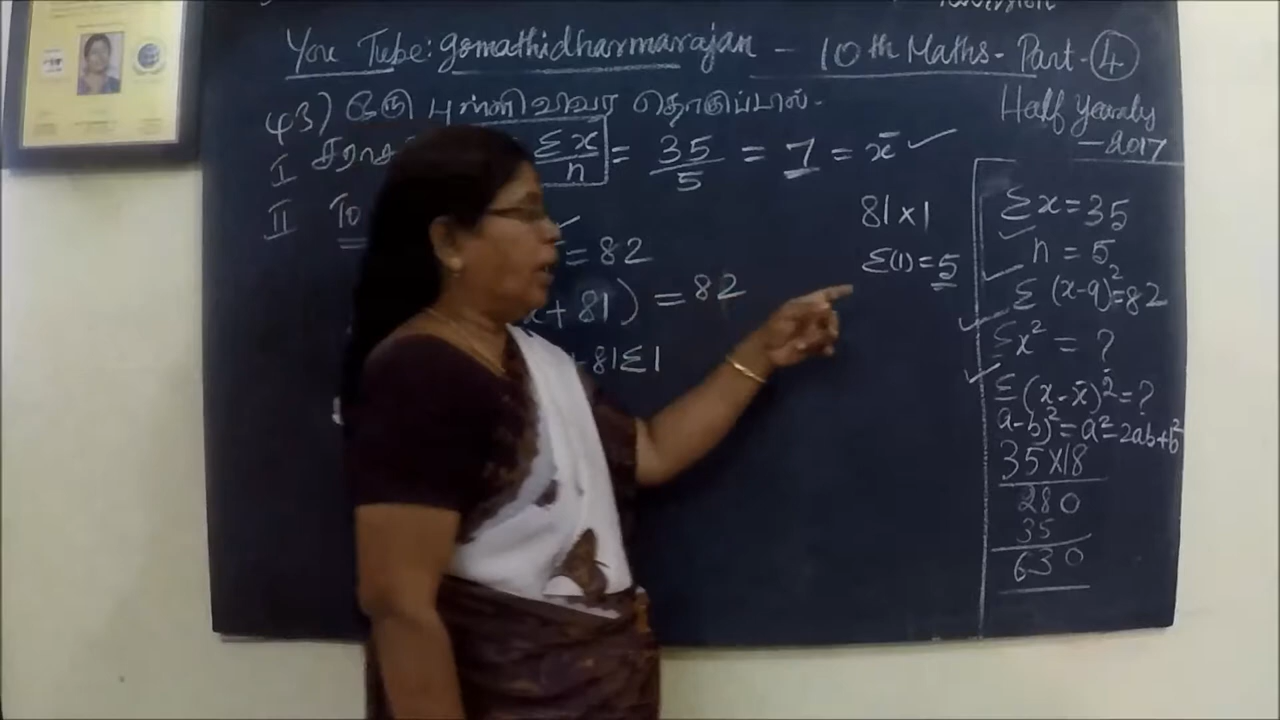 You Tube: gomathidharmarajan - 10th Maths - Part - 4
43) ஒரு புள்ளி விவர தொகுப்பில்.
Half Yearly
- 2017
I சராச Σx/n = 35/5 = 7 = x̄ ✓
II To
= 82
x + 81) = 82
+ 81Σ1
81 × 1
Σ(1) = 5
Σx = 35
n = 5
Σ(x-9)² = 82
Σx² = ?
Σ(x - x̄)² = ?
a-b)² = a² - 2ab + b²
35 × 18
280
35
630